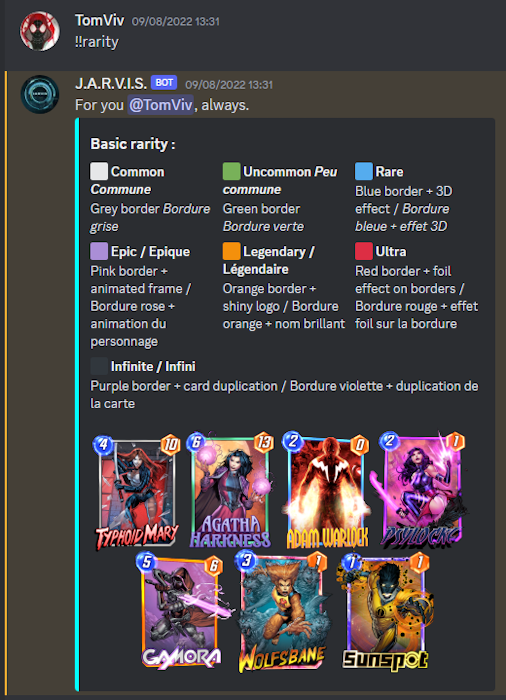 TomViv 09/08/2022 13:31
!!rarity
J.A.R.V.I.S. BOT 09/08/2022 13:31
For you @TomViv, always.
Basic rarity :
Common
Commune
Grey border Bordure
grise
Uncommon Peu
commune
Green border
Bordure verte
Rare
Blue border + 3D
effect / Bordure
bleue + effet 3D
Epic / Epique
Pink border +
animated frame /
Bordure rose +
animation du
personnage
Legendary /
Légendaire
Orange border +
shiny logo / Bordure
orange + nom brillant
Ultra
Red border + foil
effect on borders /
Bordure rouge + effet
foil sur la bordure
Infinite / Infini
Purple border + card duplication / Bordure violette + duplication de
la carte
4 10
TYPHOID MARY
6 13
AGATHA
HARKNESS
2 0
ADAM WARLOCK
2 1
PSYLOCKE
5 6
GAMORA
3 1
WOLFSBANE
1 1
SUNSPOT